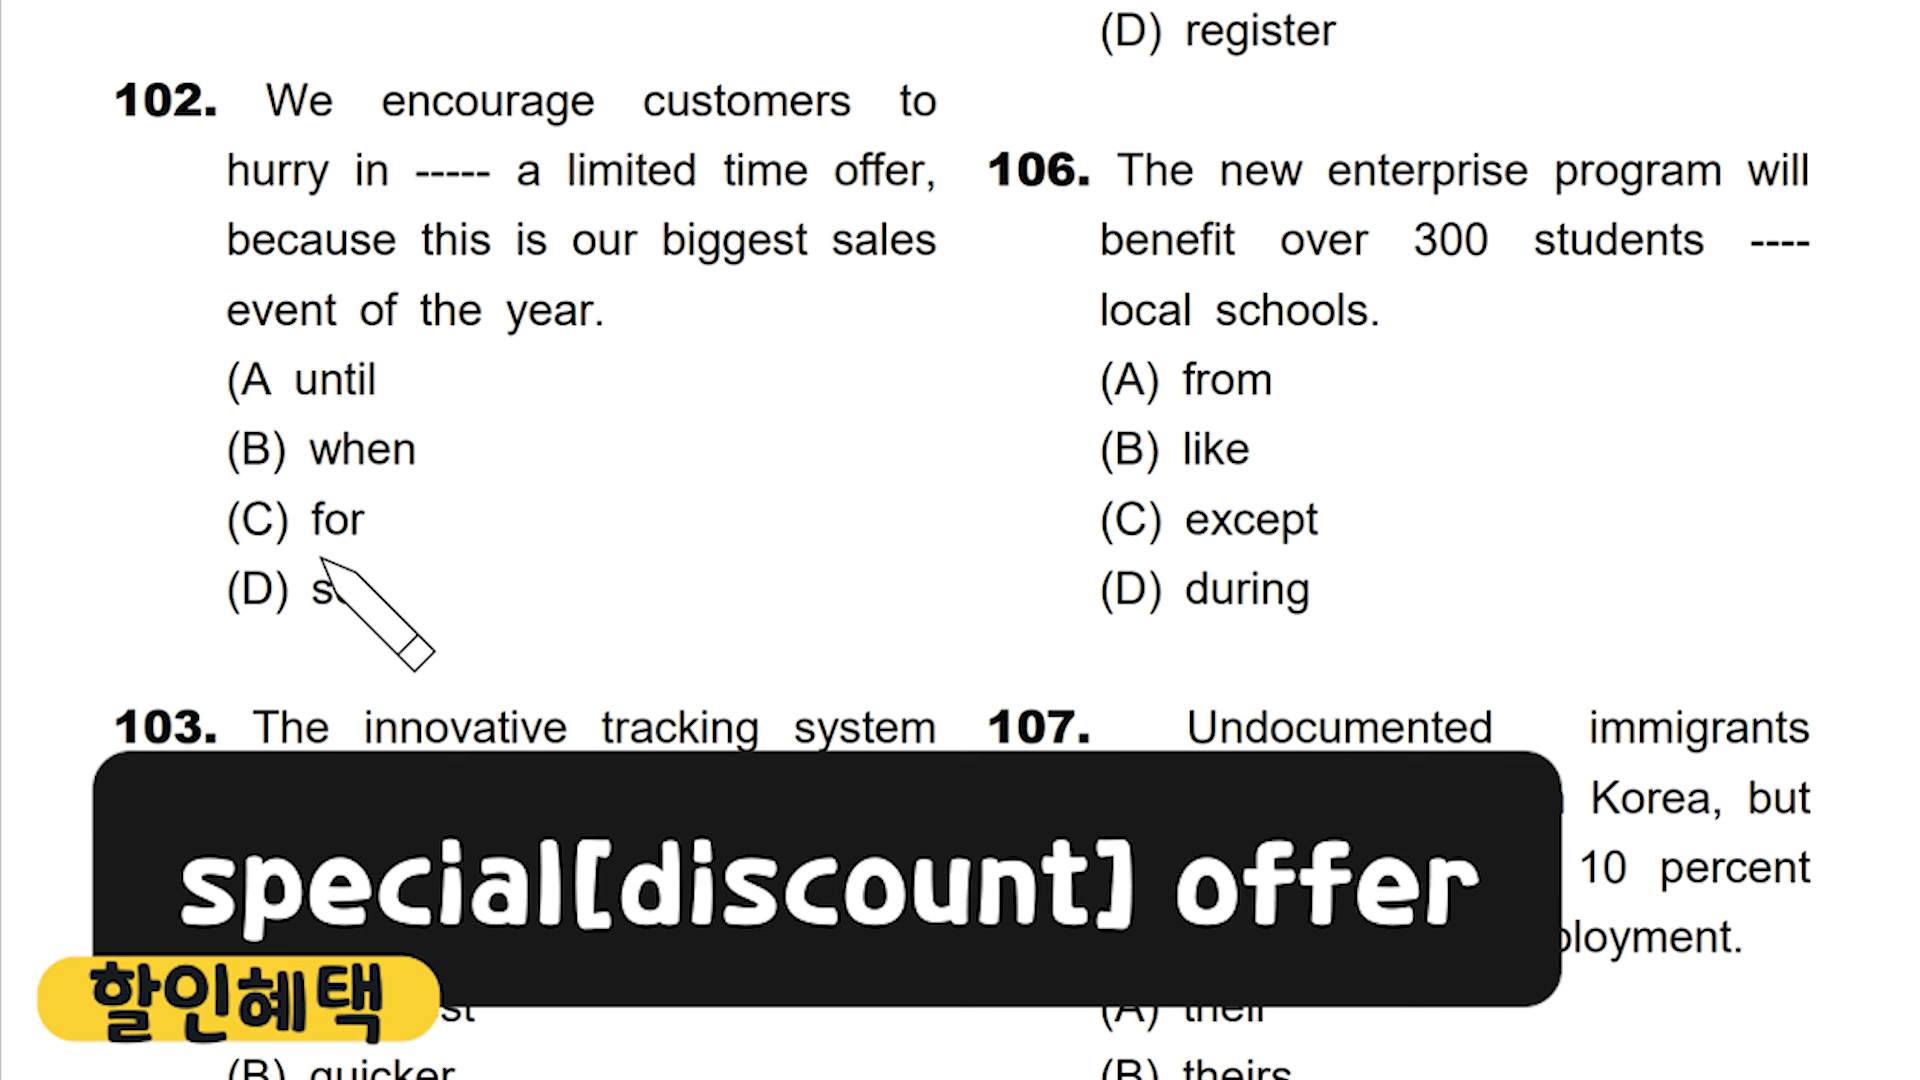 102. We encourage customers to
hurry in ----- a limited time offer,
because this is our biggest sales
event of the year.
(A until
(B) when
(C) for
(D)
103. The innovative tracking system
(B) quicker
(D) register
106. The new enterprise program will
benefit over 300 students ----
local schools.
(A) from
(B) like
(C) except
(D) during
107. Undocumented immigrants
Korea, but
10 percent
(A) their
(B) theirs
special[discount] offer
할인혜택